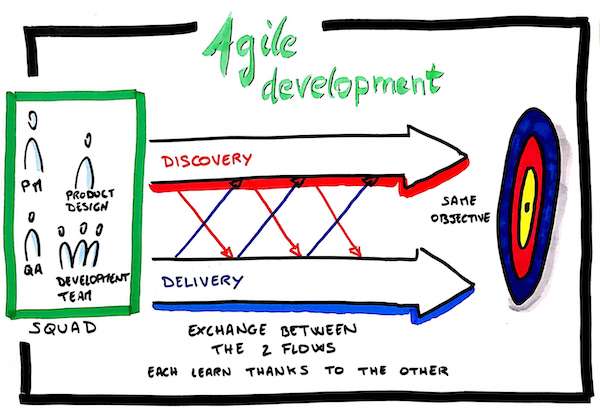 Agile
development
PM
PRODUCT
DESIGN
QA
DEVELOPMENT
TEAM
SQUAD
DISCOVERY
DELIVERY
SAME
OBJECTIVE
EXCHANGE BETWEEN
THE 2 FLOWS
EACH LEARN THANKS TO THE OTHER